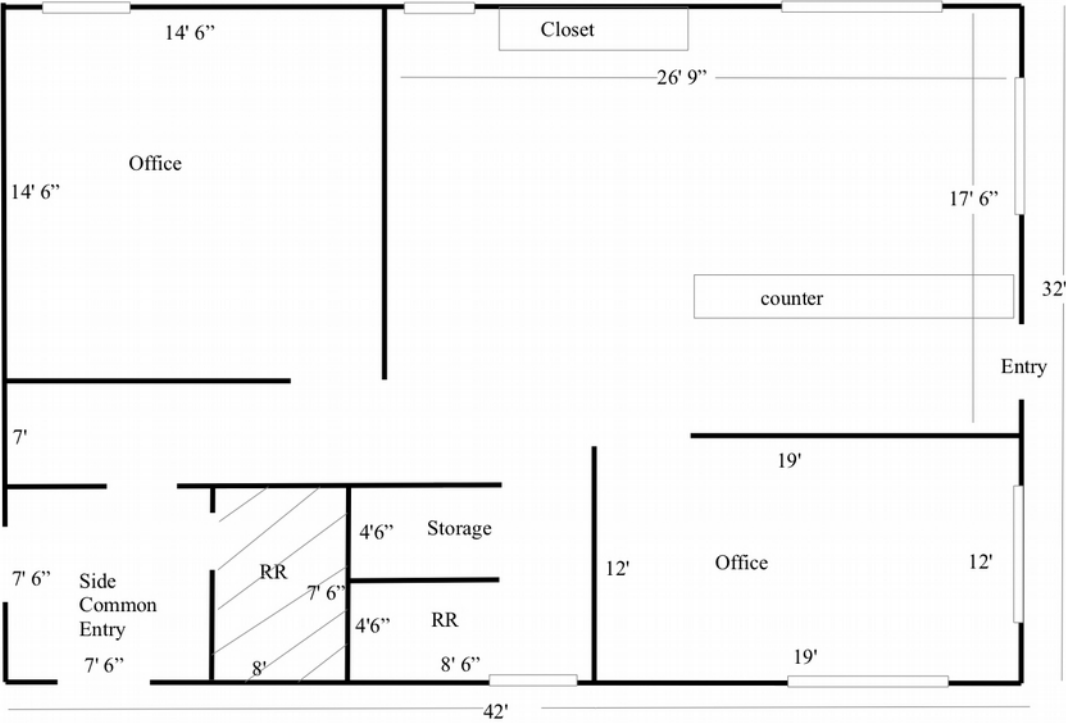 14' 6”
Closet
26' 9”
Office
14' 6”
17' 6”
32'
counter
Entry
7'
19'
4'6”
Storage
RR
12'
Office
12'
7' 6”
Side
Common
Entry
7' 6”
4'6”
RR
7' 6”
8'
8' 6”
19'
42'